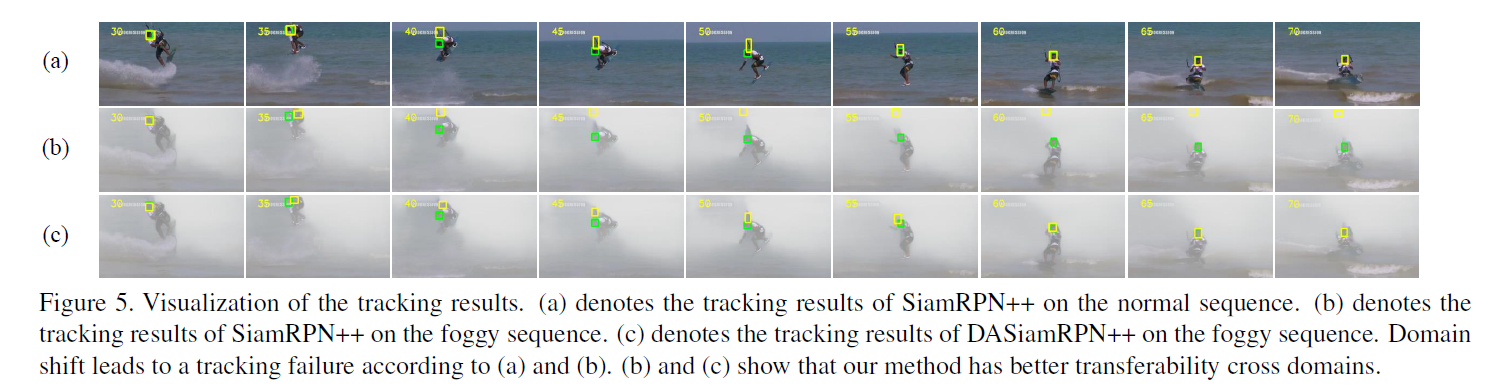 (a)
30 35 40 45 50 55 60 65 70
(b)
30 35 40 45 50 55 60 65 70
(c)
30 35 40 45 50 55 60 65 70
Figure 5. Visualization of the tracking results. (a) denotes the tracking results of SiamRPN++ on the normal sequence. (b) denotes the
tracking results of SiamRPN++ on the foggy sequence. (c) denotes the tracking results of DASiamRPN++ on the foggy sequence. Domain
shift leads to a tracking failure according to (a) and (b). (b) and (c) show that our method has better transferability cross domains.